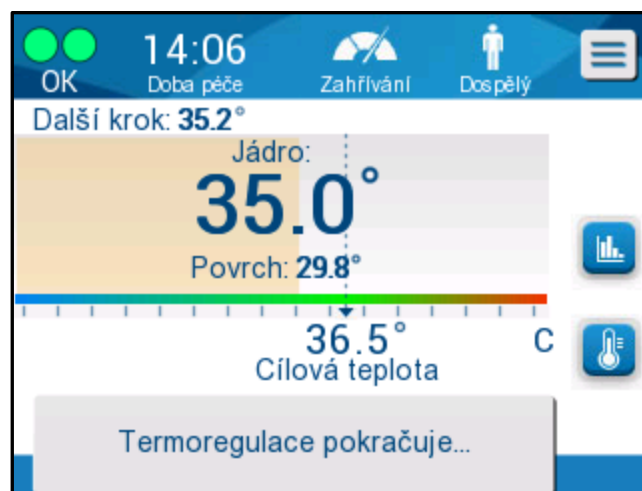 OK
14:06
Doba péče
Zahřívání
Dospělý
Další krok: 35.2°
Jádro:
35.0°
Povrch: 29.8°
36.5° C
Cílová teplota
Termoregulace pokračuje...